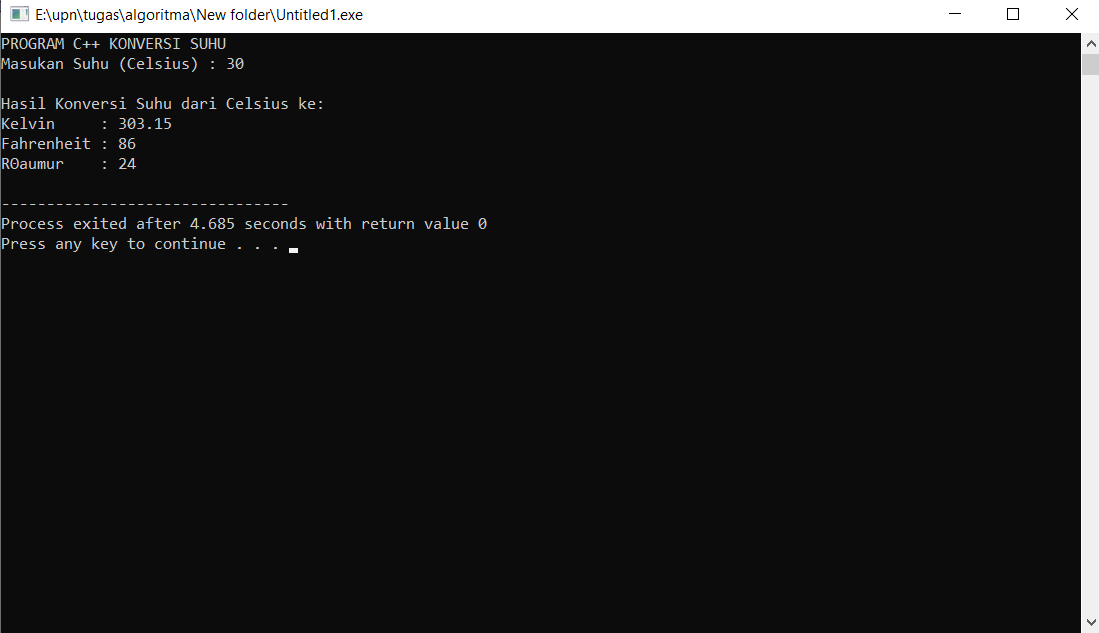 E:\upn\tugas\algoritma\New folder\Untitled1.exe
PROGRAM C++ KONVERSI SUHU
Masukan Suhu (Celsius) : 30
Hasil Konversi Suhu dari Celsius ke:
Kelvin     : 303.15
Fahrenheit : 86
RΘaumur    : 24
--------------------------------
Process exited after 4.685 seconds with return value 0
Press any key to continue . . .